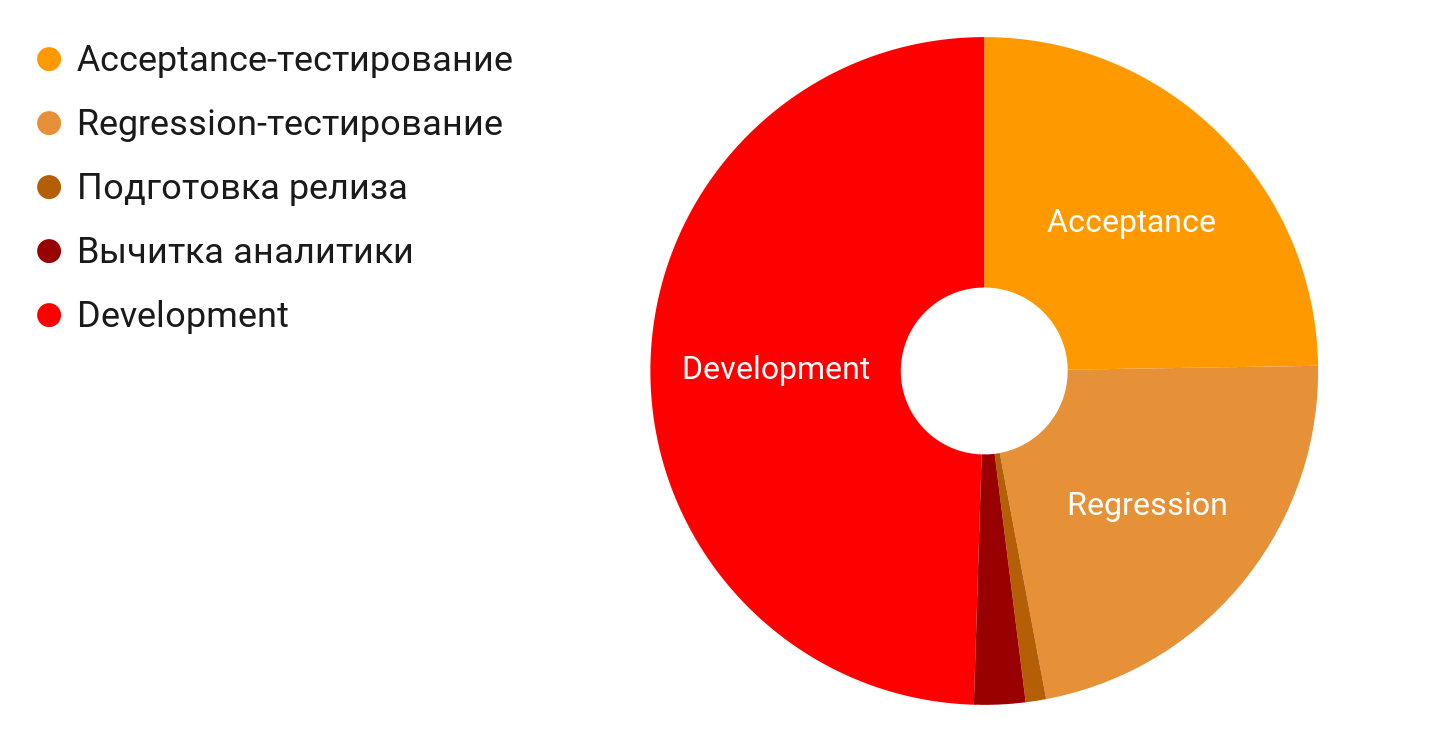 Acceptance-тестирование
Regression-тестирование
Подготовка релиза
Вычитка аналитики
Development
Acceptance
Development
Regression